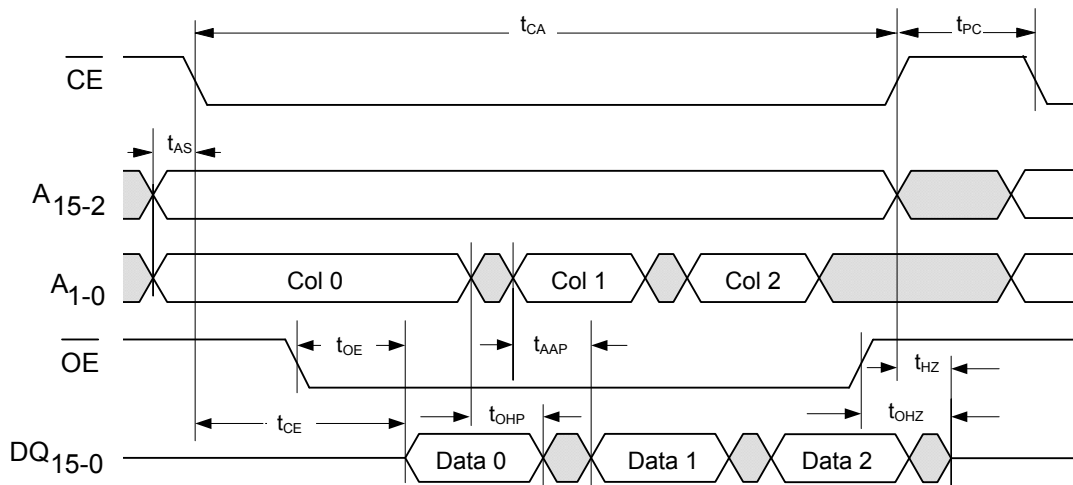 tCA
tPC
CE
tAS
A15-2
A1-0
Col 0
Col 1
Col 2
OE
tOE
tAAP
tHZ
tCE
tOHP
tOHZ
DQ15-0
Data 0
Data 1
Data 2